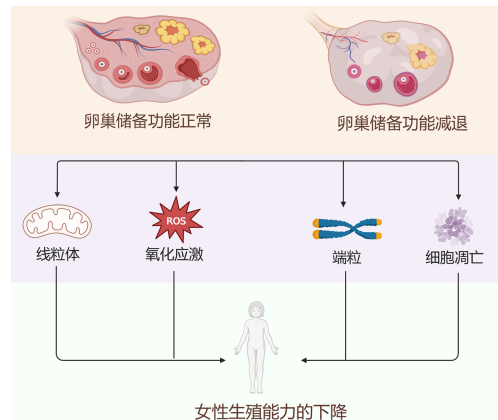 卵巢储备功能正常
卵巢储备功能减退
ROS
线粒体
氧化应激
端粒
细胞凋亡
女性生殖能力的下降